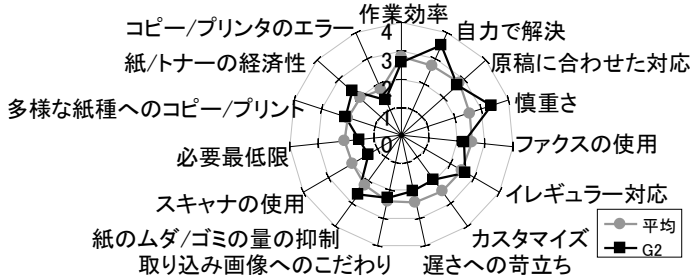 作業効率
自力で解決
原稿に合わせた対応
慎重さ
ファクスの使用
イレギュラー対応
カスタマイズ
遅さへの苛立ち
取り込み画像へのこだわり
紙のムダ/ゴミの量の抑制
スキャナの使用
必要最低限
多様な紙種へのコピー/プリント
紙/トナーの経済性
コピー/プリンタのエラー
4
3
2
1
0
平均
G2